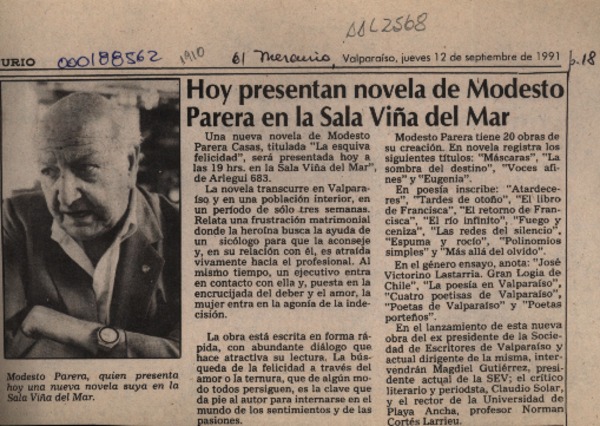 SSL2568
URIO 000188562 1910 El Mercurio, Valparaíso, jueves 12 de septiembre de 1991 p. 18
Hoy presentan novela de Modesto
Parera en la Sala Viña del Mar
Una nueva novela de Modesto
Parera Casas, titulada "La esquiva
felicidad", será presentada hoy a
las 19 hrs. en la Sala Viña del Mar",
de Arlegui 683.
La novela transcurre en Valpara-
íso y en una población interior, en
un período de sólo tres semanas.
Relata una frustración matrimonial
donde la heroína busca la ayuda de
un sicólogo para que la aconseje
y, en su relación con él, es atraída
vivamente hacia el profesional. Al
mismo tiempo, un ejecutivo entra
en contacto con ella y, puesta en la
encrucijada del deber y el amor, la
mujer entra en la agonía de la inde-
cisión.
La obra está escrita en forma rá-
pida, con abundante diálogo que
hace atractiva su lectura. La bús-
queda de la felicidad a través del
amor o la ternura, que de algún mo-
do todos persiguen, es la clave que
da pie al autor para internarse en el
mundo de los sentimientos y de las
pasiones.
Modesto Parera tiene 20 obras de
su creación. En novela registra los
siguientes títulos: "Máscaras", "La
sombra del destino", "Voces afi-
nes" y "Eugenia".
En poesía inscribe: "Atardece-
res", "Tardes de otoño", "El libro
de Francisca", "El retorno de Fran-
cisca", "El río infinito", "Fuego y
ceniza", "Las redes del silencio",
"Espuma y rocío", "Polinomios
simples" y "Más allá del olvido".
En el género ensayo, anota: "José
Victorino Lastarria. Gran Logia de
Chile", "La poesía en Valparaíso",
"Cuatro poetisas de Valparaíso",
"Poetas de Valparaíso" y "Poetas
porteños".
En el lanzamiento de esta nueva
obra del ex presidente de la Socie-
dad de Escritores de Valparaíso y
actual dirigente de la misma, inter-
vendrán Magdiel Gutiérrez, presi-
dente actual de la SEV; el crítico
literario y periodista, Claudio Solar,
y el rector de la Universidad de
Playa Ancha, profesor Norman
Cortés Larrieu.
Modesto Parera, quien presenta
hoy una nueva novela suya en la
Sala Viña del Mar.